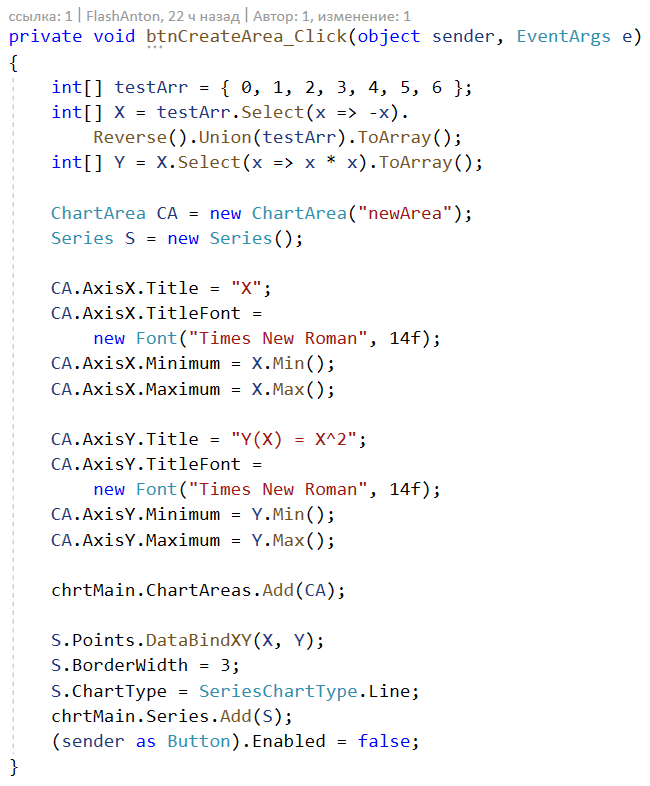 ссылка: 1 | FlashAnton, 22 ч назад | Автор: 1, изменение: 1
private void btnCreateArea_Click(object sender, EventArgs e)
{
    int[] testArr = { 0, 1, 2, 3, 4, 5, 6 };
    int[] X = testArr.Select(x => -x).
        Reverse().Union(testArr).ToArray();
    int[] Y = X.Select(x => x * x).ToArray();

    ChartArea CA = new ChartArea("newArea");
    Series S = new Series();

    CA.AxisX.Title = "X";
    CA.AxisX.TitleFont =
        new Font("Times New Roman", 14f);
    CA.AxisX.Minimum = X.Min();
    CA.AxisX.Maximum = X.Max();

    CA.AxisY.Title = "Y(X) = X^2";
    CA.AxisY.TitleFont =
        new Font("Times New Roman", 14f);
    CA.AxisY.Minimum = Y.Min();
    CA.AxisY.Maximum = Y.Max();

    chrtMain.ChartAreas.Add(CA);

    S.Points.DataBindXY(X, Y);
    S.BorderWidth = 3;
    S.ChartType = SeriesChartType.Line;
    chrtMain.Series.Add(S);
    (sender as Button).Enabled = false;
}